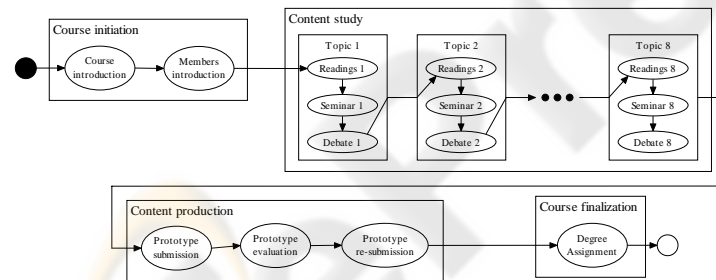 Course initiation
Course
introduction
Members
introduction
Content study
Topic 1
Readings 1
Seminar 1
Debate 1
Topic 2
Readings 2
Seminar 2
Debate 2
Topic 8
Readings 8
Seminar 8
Debate 8
Content production
Prototype
submission
Prototype
evaluation
Prototype
re-submission
Course finalization
Degree
Assignment